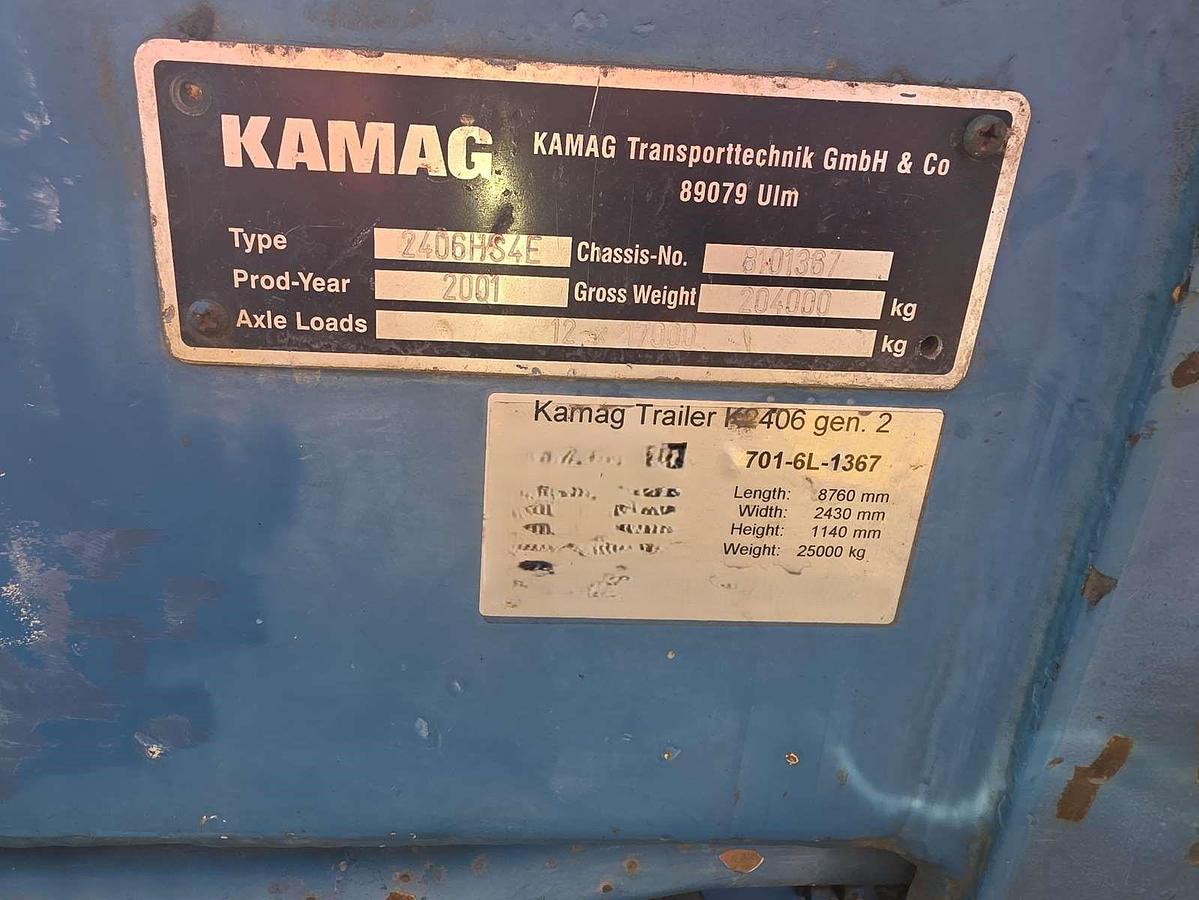 KAMAG KAMAG Transporttechnik GmbH & Co
89079 Ulm
Type 2406HS4E Chassis-No. 8101367
Prod-Year 2001 Gross Weight 204000 kg
Axle Loads 12 x 17000 kg
Kamag Trailer K2406 gen. 2
701-6L-1367
Length: 8760 mm
Width: 2430 mm
Height: 1140 mm
Weight: 25000 kg